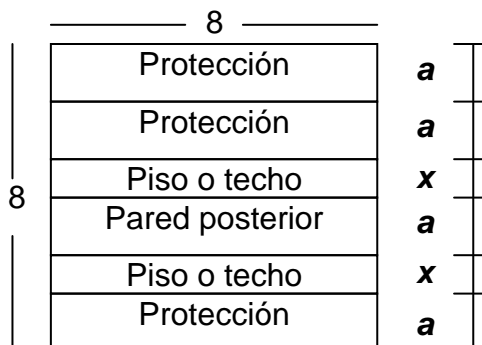 8
Protección a
Protección a
Piso o techo x
8
Pared posterior a
Piso o techo x
Protección a